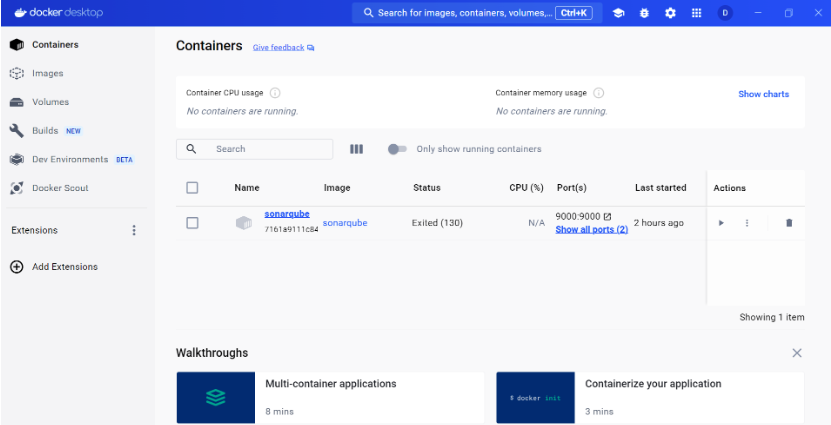 docker desktop
Search for images, containers, volumes,... Ctrl+K
D
Containers
Images
Volumes
Builds NEW
Dev Environments BETA
Docker Scout
Extensions
Add Extensions
Containers Give feedback
Container CPU usage
No containers are running.
Container memory usage
No containers are running.
Show charts
Search
Only show running containers
Name Image Status CPU (%) Port(s) Last started Actions
sonarqube
7161a9111c84
sonarqube Exited (130) N/A
9000:9000
Show all ports (2)
2 hours ago
Showing 1 item
Walkthroughs
Multi-container applications
8 mins
$ docker init
Containerize your application
3 mins